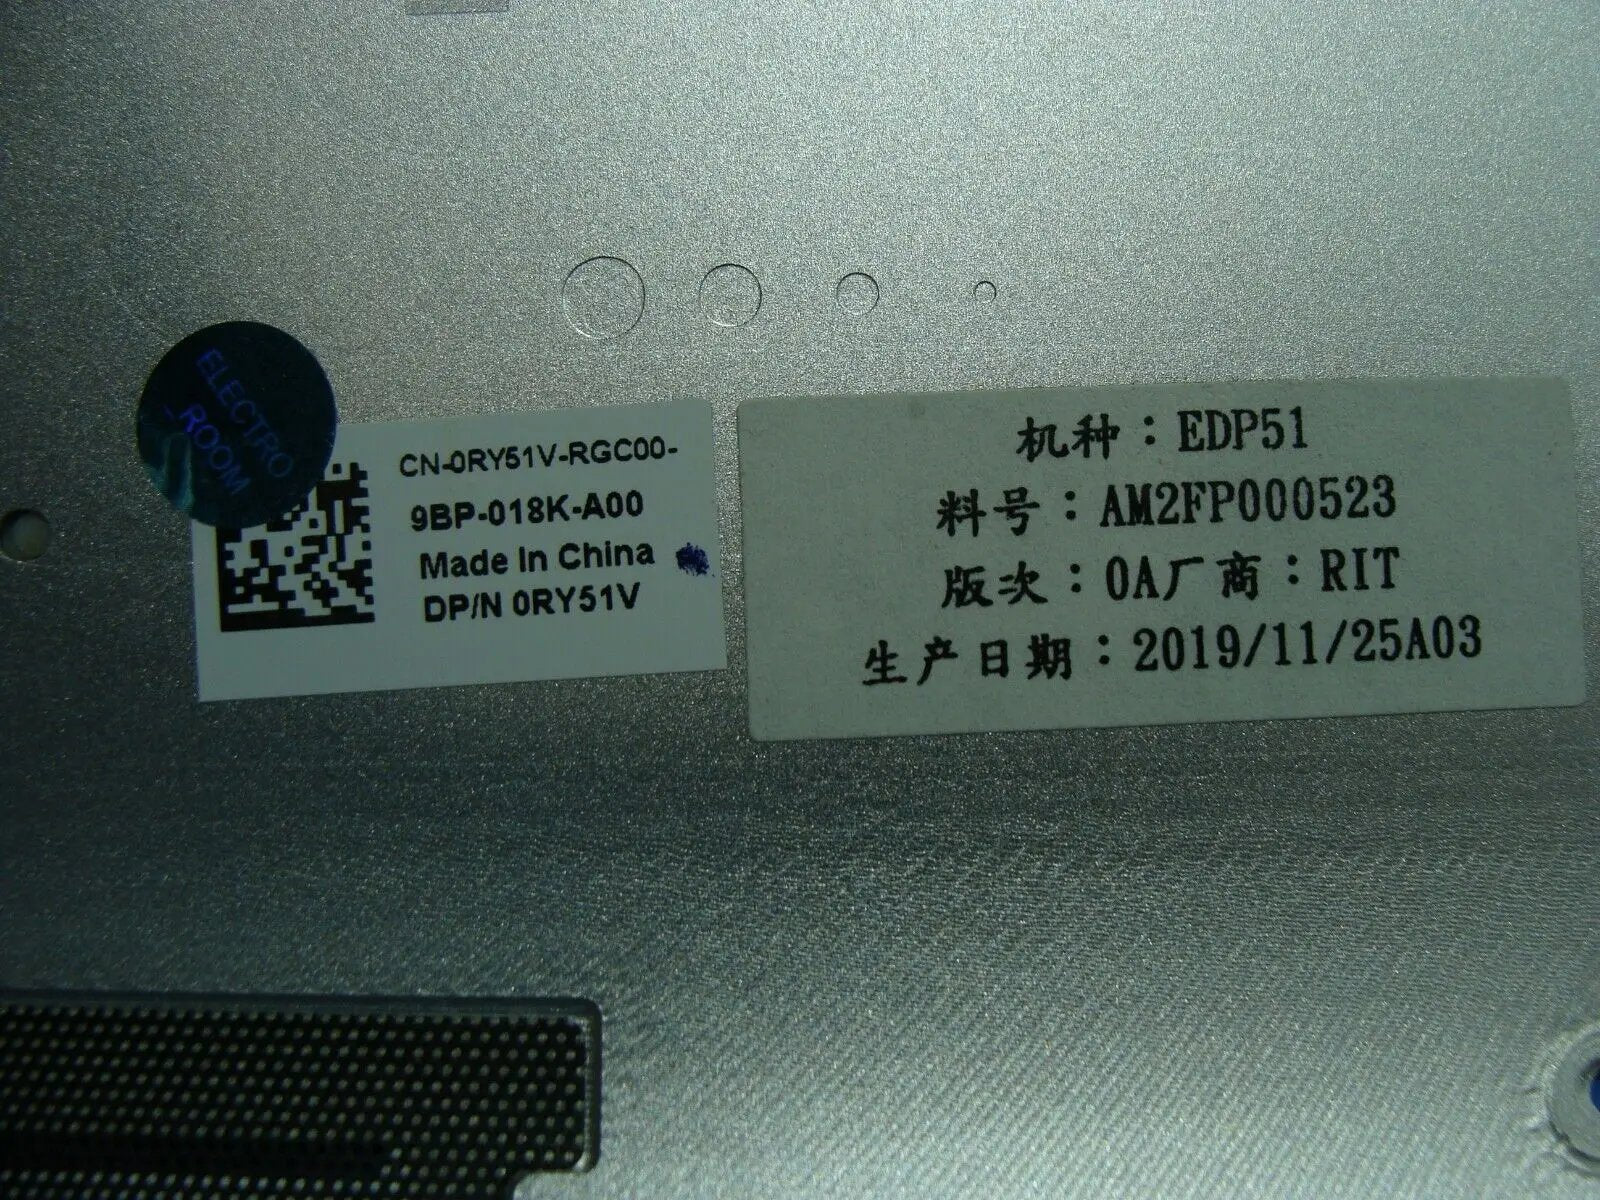 ELECTRO
_ROOM
CN-0RY51V-RGC00-
9BP-018K-A00
Made In China
DP/N 0RY51V
机种：EDP51
料号：AM2FP000523
版次：0A厂商：RIT
生产日期：2019/11/25A03